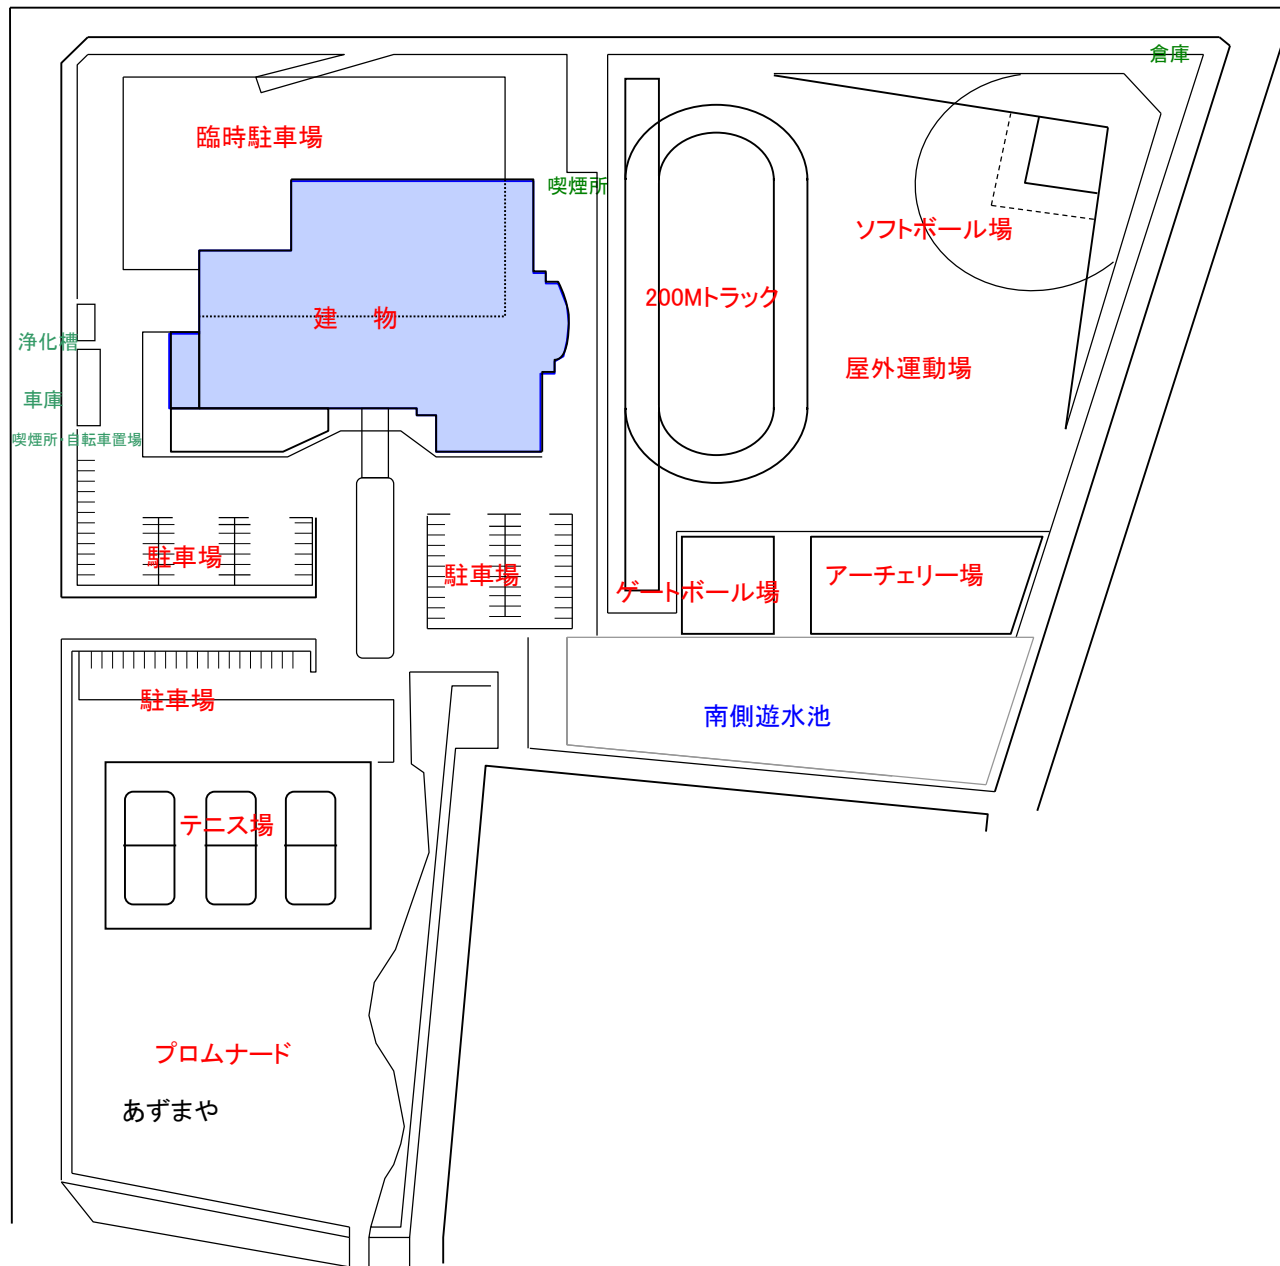 倉庫
臨時駐車場
喫煙所
ソフトボール場
200Mトラック
建　物
浄化槽
屋外運動場
車庫
喫煙所・自転車置場
駐車場
駐車場
ゲートボール場
アーチェリー場
駐車場
南側遊水池
テニス場
プロムナード
あずまや